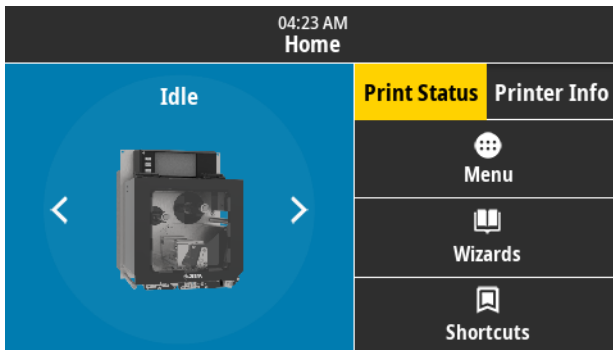 04:23 AM
Home
Idle
Print Status
Printer Info
Menu
Wizards
Shortcuts